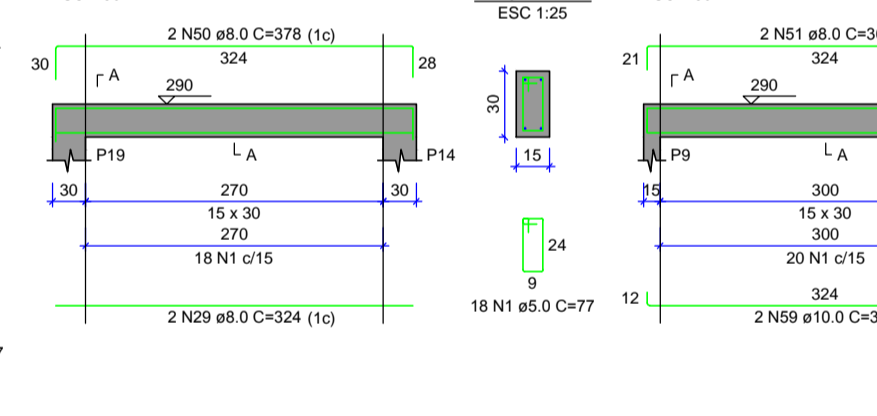 ESC 1:25
2 N50 ø8.0 C=378 (1c)
30
324
28
A
290
P19
A
P14
30
270
30
15 x 30
270
18 N1 c/15
2 N29 ø8.0 C=324 (1c)
30
15
24
9
18 N1 ø5.0 C=77
2 N51 ø8.0
21
324
A
290
P9
A
15
300
15 x 30
300
20 N1 c/15
12
324
2 N59 ø10.0